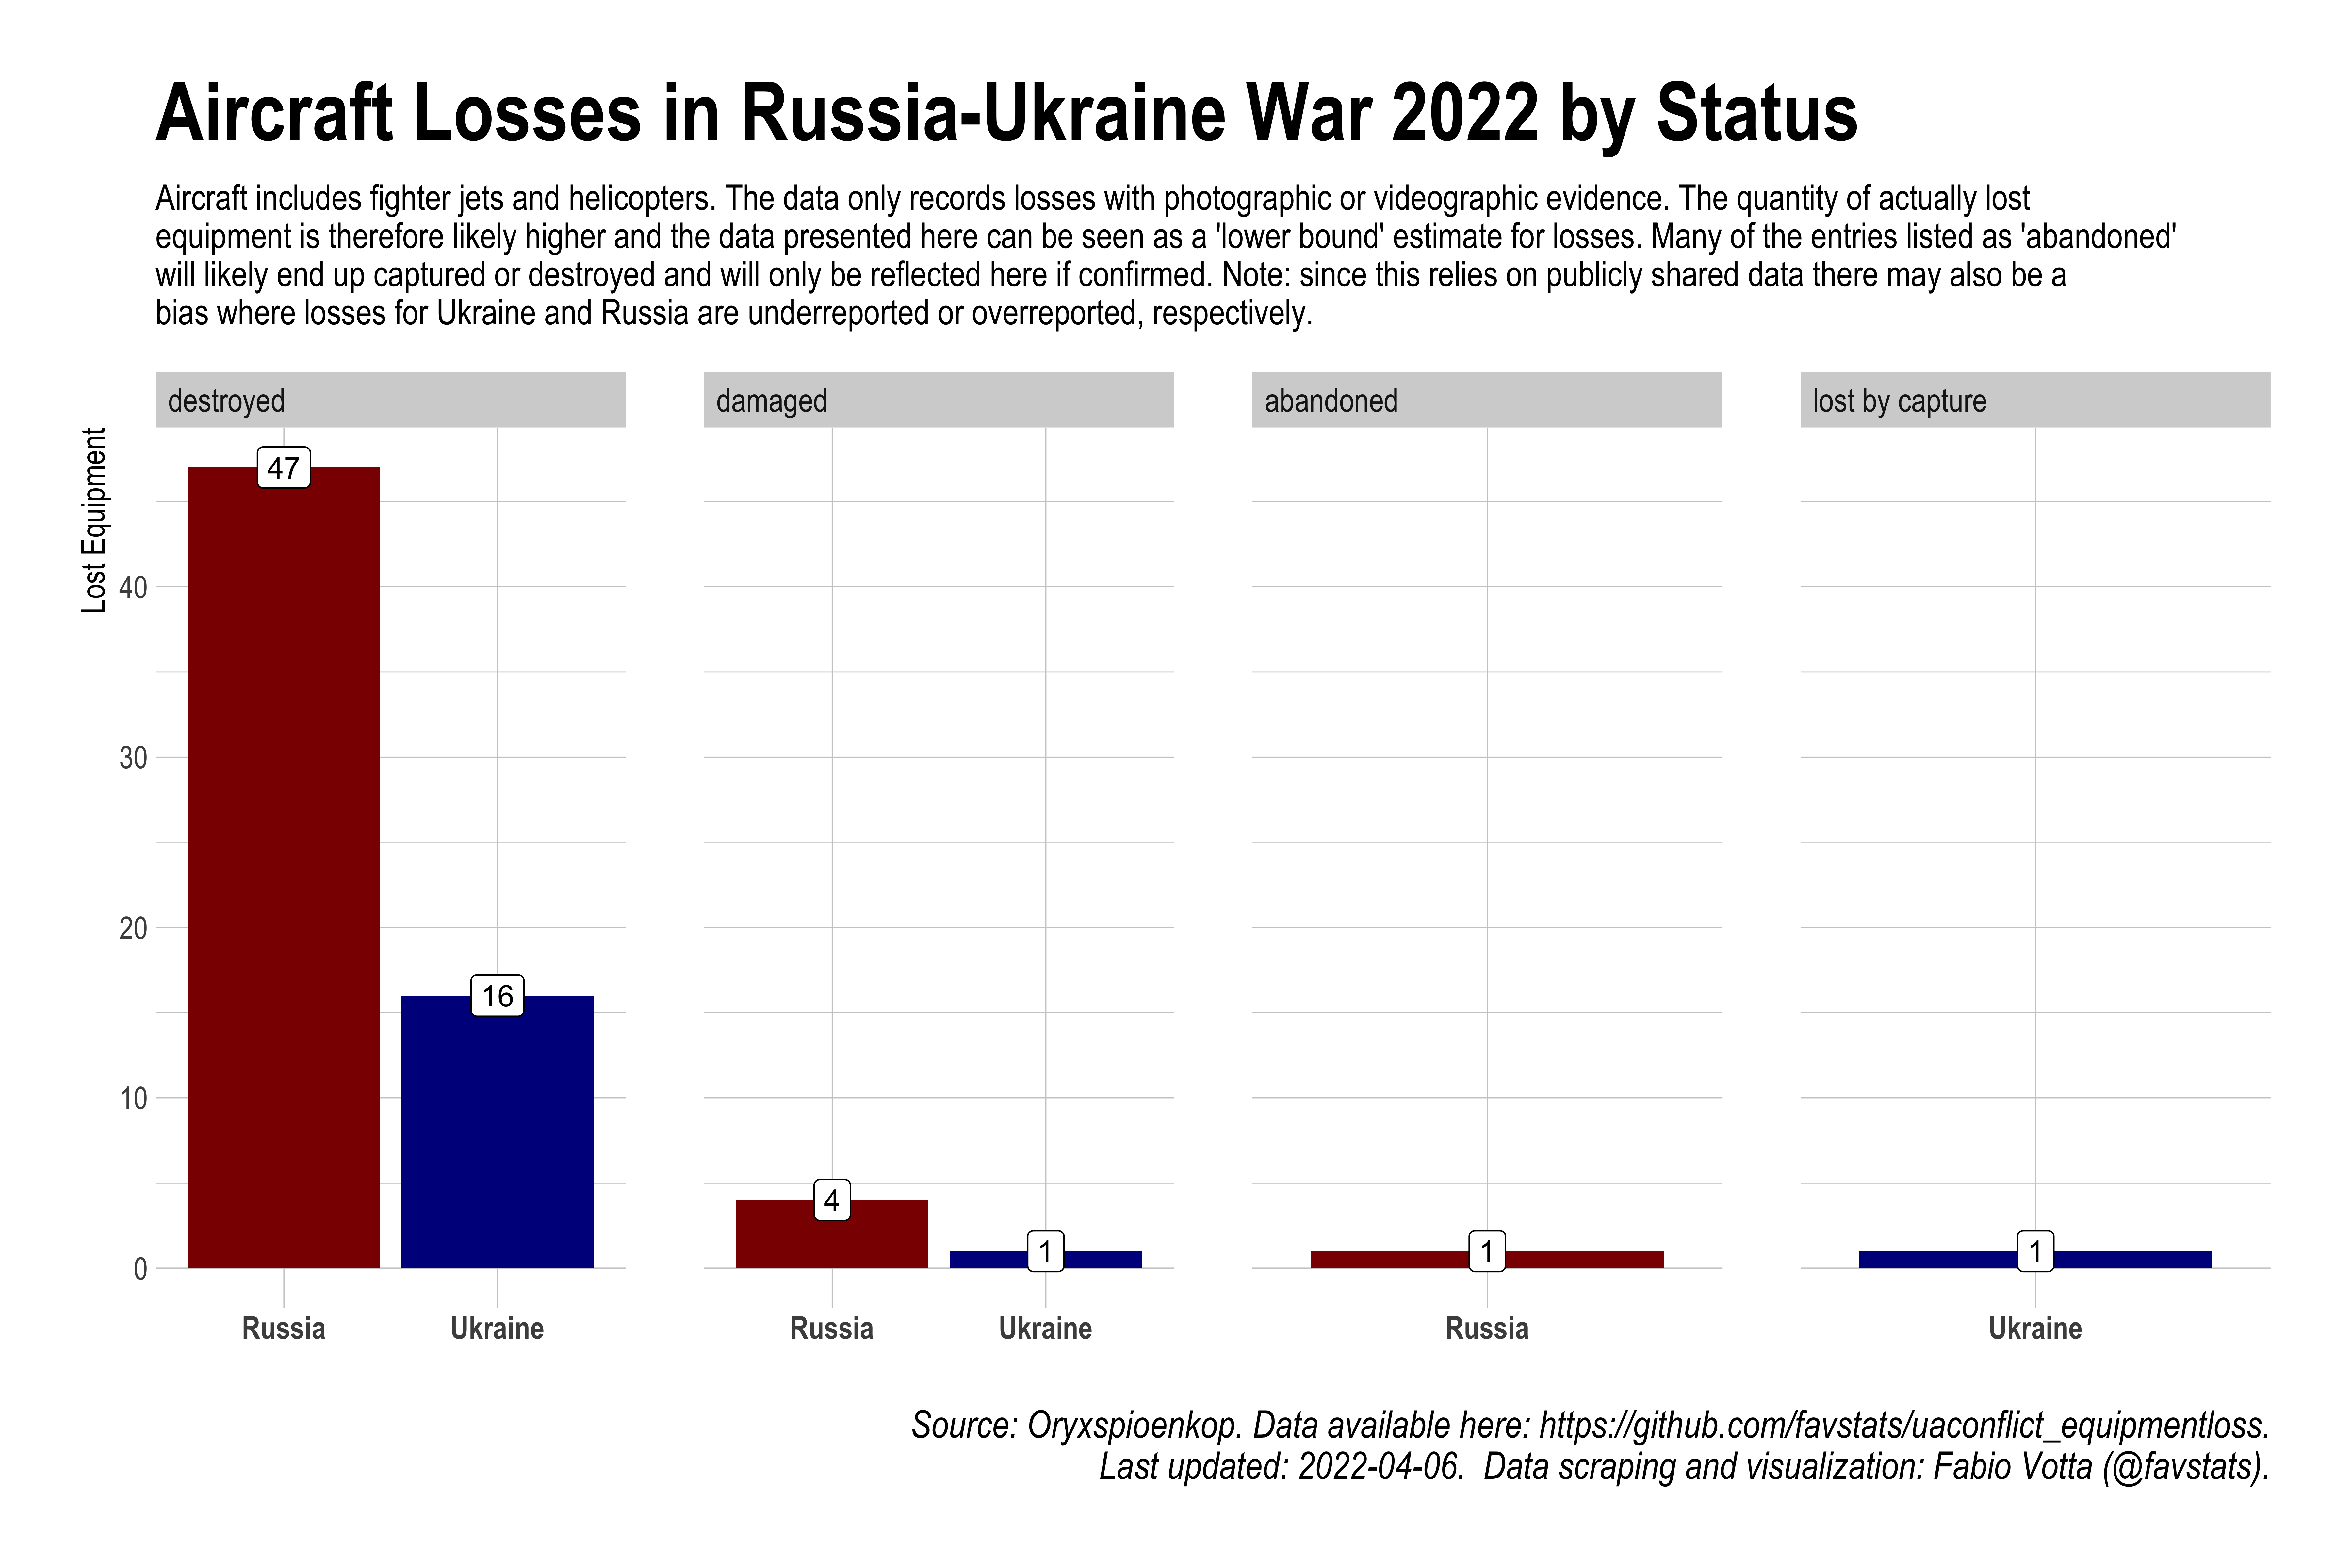 Aircraft Losses in Russia-Ukraine War 2022 by Status
Aircraft includes fighter jets and helicopters. The data only records losses with photographic or videographic evidence. The quantity of actually lost
equipment is therefore likely higher and the data presented here can be seen as a 'lower bound' estimate for losses. Many of the entries listed as 'abandoned'
will likely end up captured or destroyed and will only be reflected here if confirmed. Note: since this relies on publicly shared data there may also be a
bias where losses for Ukraine and Russia are underreported or overreported, respectively.
destroyed
damaged
abandoned
lost by capture
Lost Equipment
40
30
20
10
0
47
16
4
1
1
1
Russia
Ukraine
Russia
Ukraine
Russia
Ukraine
Source: Oryxspioenkop. Data available here: https://github.com/favstats/uaconflict_equipmentloss.
Last updated: 2022-04-06.  Data scraping and visualization: Fabio Votta (@favstats).